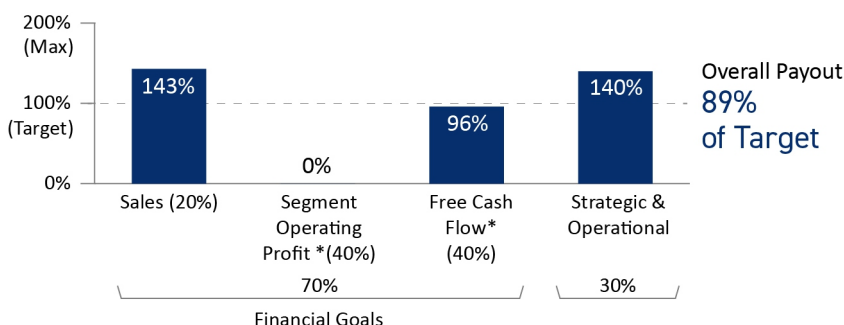 200%
(Max)
143%
140%
Overall Payout
89%
of Target
100%
(Target)
96%
0%
0%
Sales (20%)
Segment
Operating
Profit *(40%)
Free Cash
Flow*
(40%)
Strategic &
Operational
70%
30%
Financial Goals